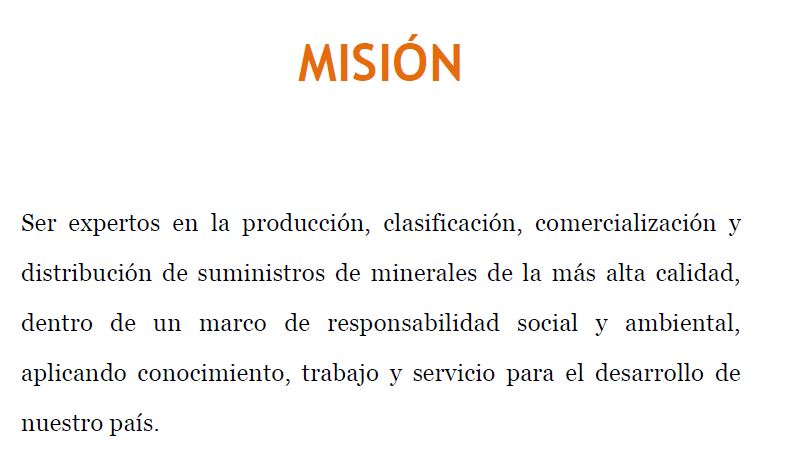 MISIÓN
Ser expertos en la producción, clasificación, comercialización y
distribución de suministros de minerales de la más alta calidad,
dentro de un marco de responsabilidad social y ambiental,
aplicando conocimiento, trabajo y servicio para el desarrollo de
nuestro país.